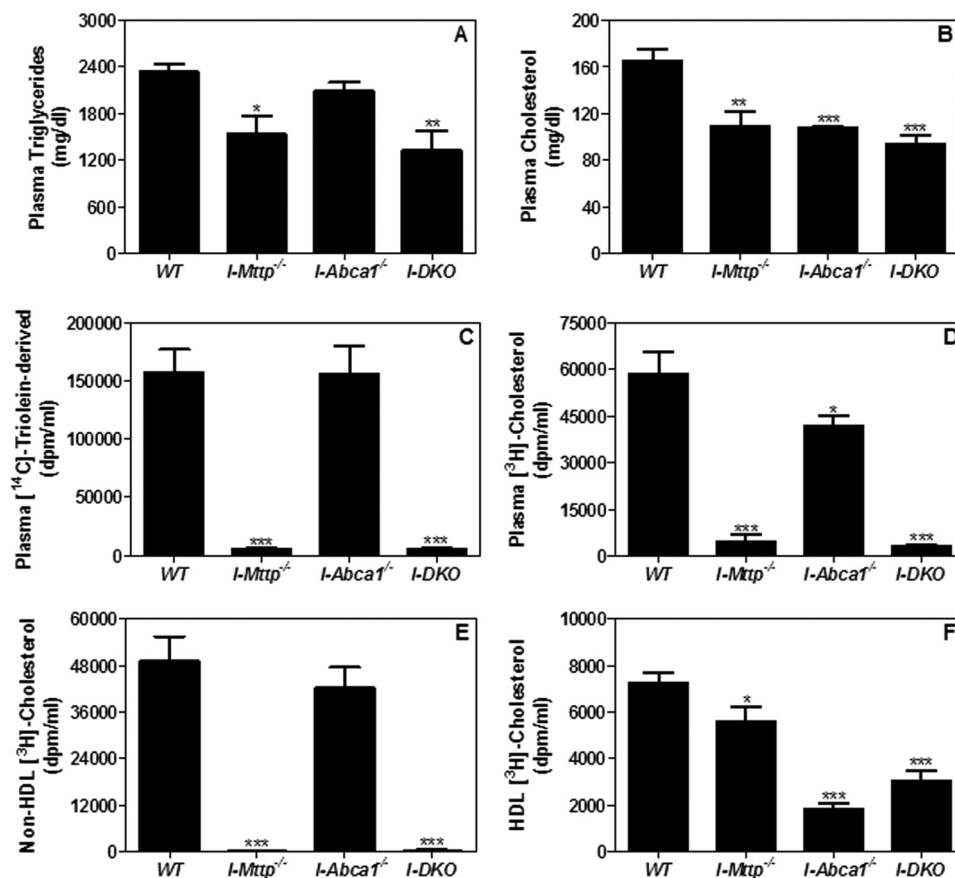 A
Plasma Triglycerides
(mg/dl)
3000
2400
1800
1200
600
0
*
**
WT
I-Mttp-/-
I-Abca1-/-
I-DKO
B
Plasma Cholesterol
(mg/dl)
200
160
120
80
40
0
**
***
***
WT
I-Mttp-/-
I-Abca1-/-
I-DKO
C
Plasma [14C]-Triolein-derived
(dpm/ml)
200000
150000
100000
50000
0
***
***
WT
I-Mttp-/-
I-Abca1-/-
I-DKO
D
Plasma [3H]-Cholesterol
(dpm/ml)
75000
60000
45000
30000
15000
0
***
*
***
WT
I-Mttp-/-
I-Abca1-/-
I-DKO
E
Non-HDL [3H]-Cholesterol
(dpm/ml)
60000
48000
36000
24000
12000
0
***
***
WT
I-Mttp-/-
I-Abca1-/-
I-DKO
F
HDL [3H]-Cholesterol
(dpm/ml)
10000
8000
6000
4000
2000
0
*
***
***
WT
I-Mttp-/-
I-Abca1-/-
I-DKO